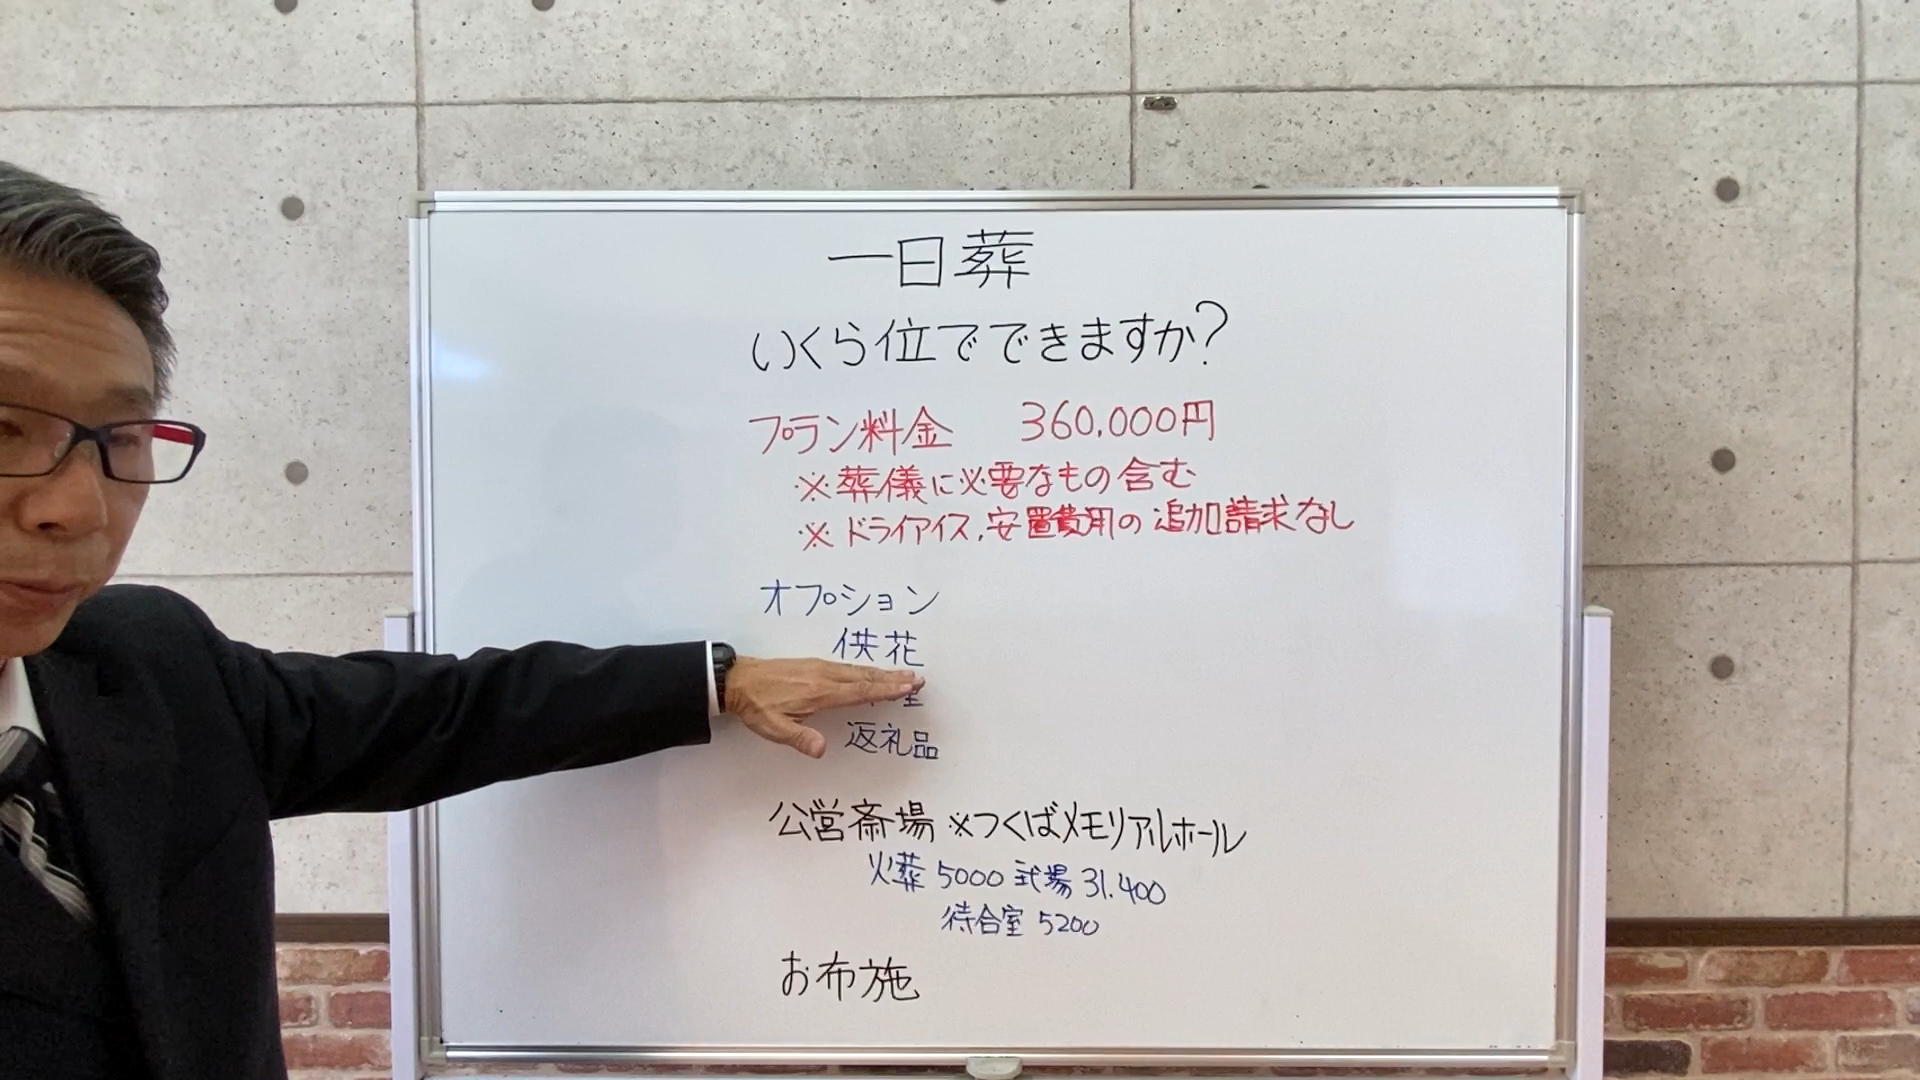 一日葬
いくら位でできますか?
プラン料金 360,000円
※葬儀に必要なもの含む
※ドライアイス,安置費用の追加請求なし
オプション
供花
返礼品
公営斎場 ※つくばメモリアルホール
火葬 5000 式場 31.400
待合室 5200
お布施